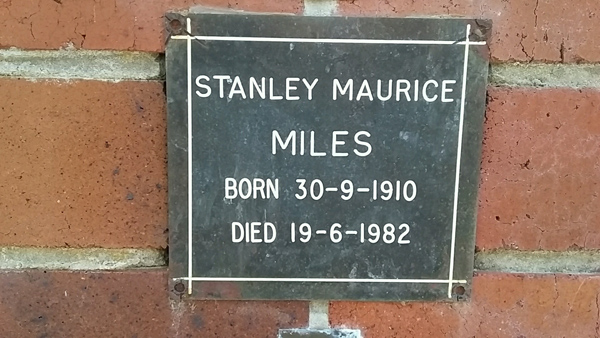 STANLEY MAURICE
MILES
BORN 30-9-1910
DIED 19-6-1982